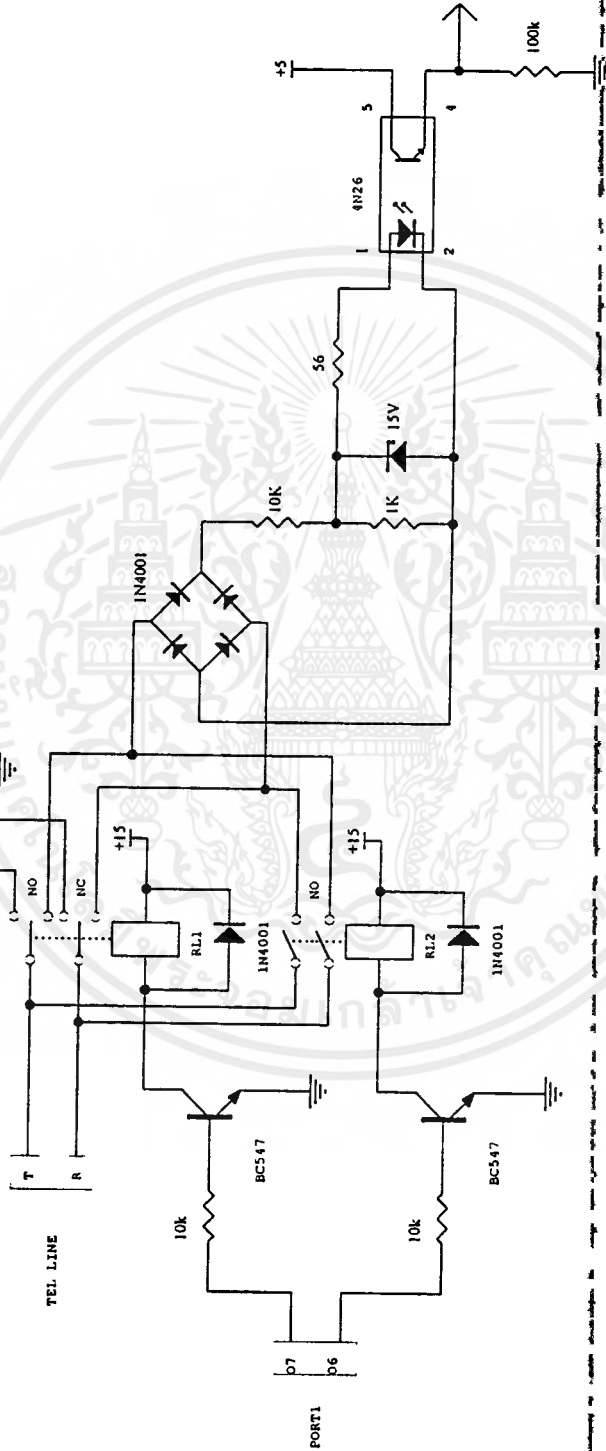 +5
100k
5
4
4N26
1
2
56
15V
10K
1K
1N4001
NO
NC
+15
RL1
1N4001
NO
+15
RL2
1N4001
T
R
TEL LINE
BC547
10k
BC547
10k
07
06
PORT1